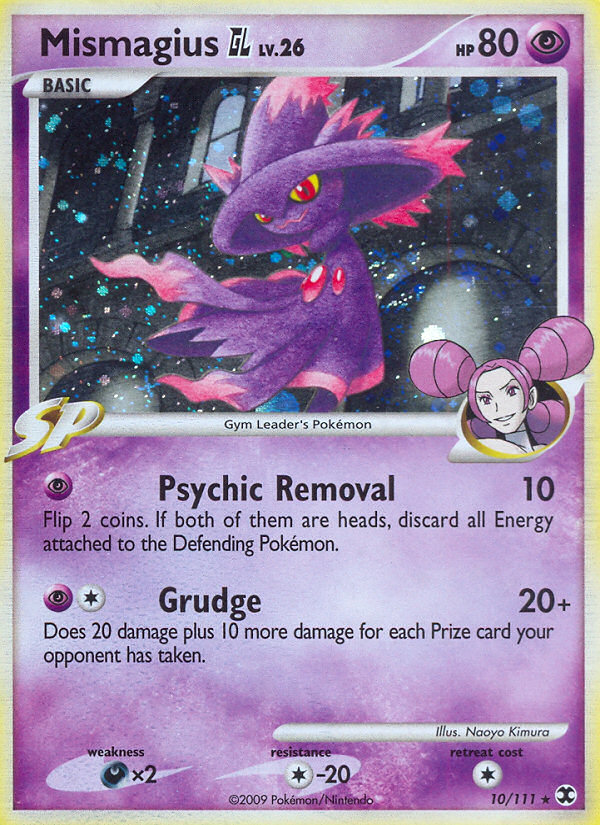 Mismagius GL LV.26 HP 80
BASIC
SP
Gym Leader's Pokémon
Psychic Removal 10
Flip 2 coins. If both of them are heads, discard all Energy
attached to the Defending Pokémon.
Grudge 20+
Does 20 damage plus 10 more damage for each Prize card your
opponent has taken.
Illus. Naoyo Kimura
weakness resistance retreat cost
×2 -20
©2009 Pokémon/Nintendo 10/111